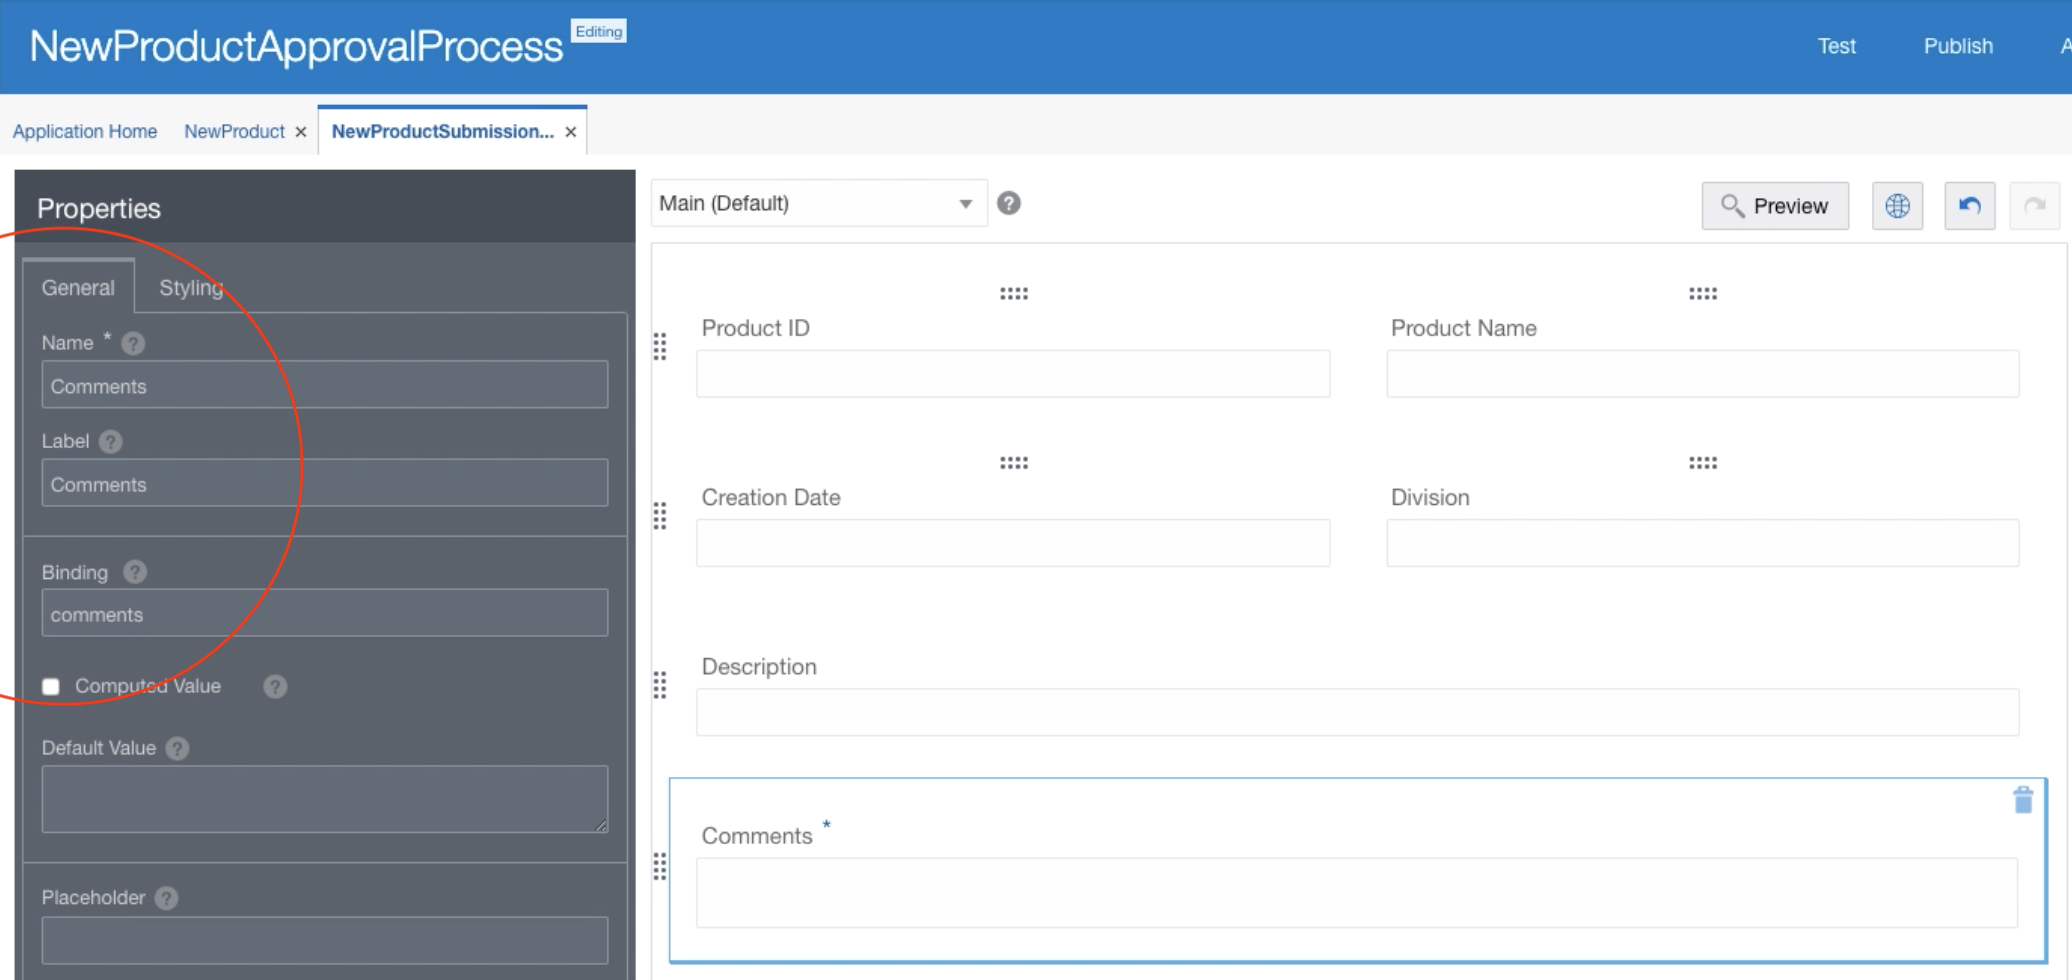 NewProductApprovalProcess Editing
Test Publish A
Application Home NewProduct × NewProductSubmission... ×
Properties
General Styling
Name * ?
Comments
Label ?
Comments
Binding ?
comments
Computed Value ?
Default Value ?
Placeholder ?
Main (Default) ?
Preview
Product ID Product Name
Creation Date Division
Description
Comments *